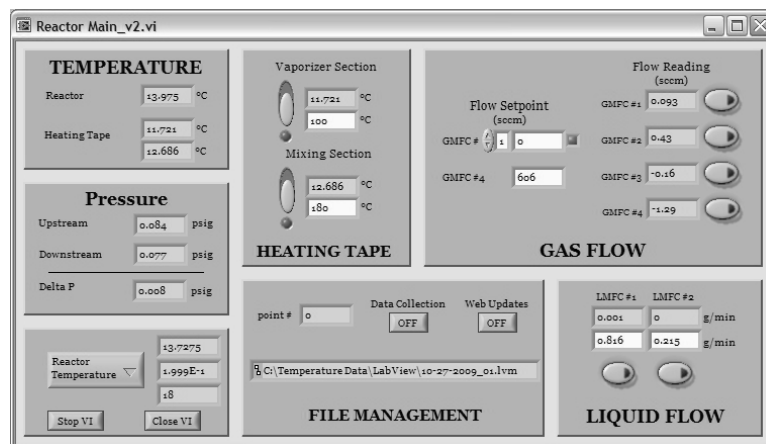 Reactor Main_v2.vi
TEMPERATURE
Reactor 13.975 °C
Heating Tape 11.721 °C
12.686 °C
Pressure
Upstream 0.084 psig
Downstream 0.077 psig
Delta P 0.008 psig
Reactor Temperature
13.7275
1.999E-1
18
Stop VI Close VI
Vaporizer Section
11.721 °C
100 °C
Mixing Section
12.686 °C
180 °C
HEATING TAPE
Flow Setpoint
(sccm)
GMFC # 1 0
GMFC #4 606
Flow Reading
(sccm)
GMFC #1 0.093
GMFC #2 0.43
GMFC #3 -0.16
GMFC #4 -1.29
GAS FLOW
point # 0
Data Collection Web Updates
OFF OFF
C:\Temperature Data\LabView\10-27-2009_01.lvm
FILE MANAGEMENT
LMFC #1 LMFC #2
0.001 0 g/min
0.816 0.215 g/min
LIQUID FLOW